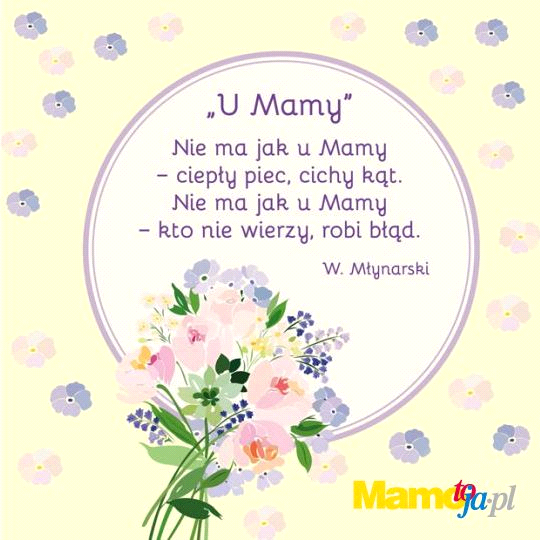 „U Mamy”
Nie ma jak u Mamy
– ciepły piec, cichy kąt.
Nie ma jak u Mamy
– kto nie wierzy, robi błąd.
W. Młynarski
Mamotoja.pl